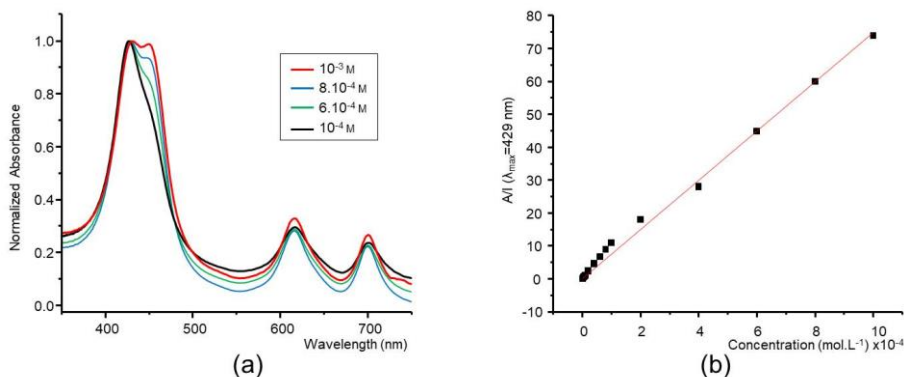 1.0
0.8
0.6
0.4
0.2
0.0
Normalized Absorbance
10⁻³ M
8.10⁻⁴ M
6.10⁻⁴ M
10⁻⁴ M
400 500 600 700
Wavelength (nm)
(a)
80
70
60
50
40
30
20
10
0
-10
A/l (λmax=429 nm)
0 2 4 6 8 10
Concentration (mol.L⁻¹) x10⁻⁴
(b)